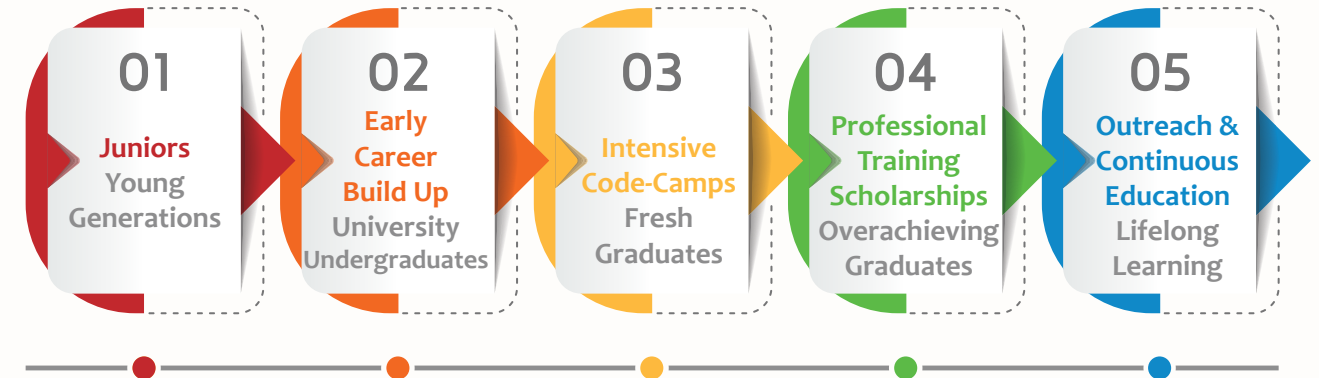 01
Juniors
Young
Generations
02
Early
Career
Build Up
University
Undergraduates
03
Intensive
Code-Camps
Fresh
Graduates
04
Professional
Training
Scholarships
Overachieving
Graduates
05
Outreach &
Continuous
Education
Lifelong
Learning